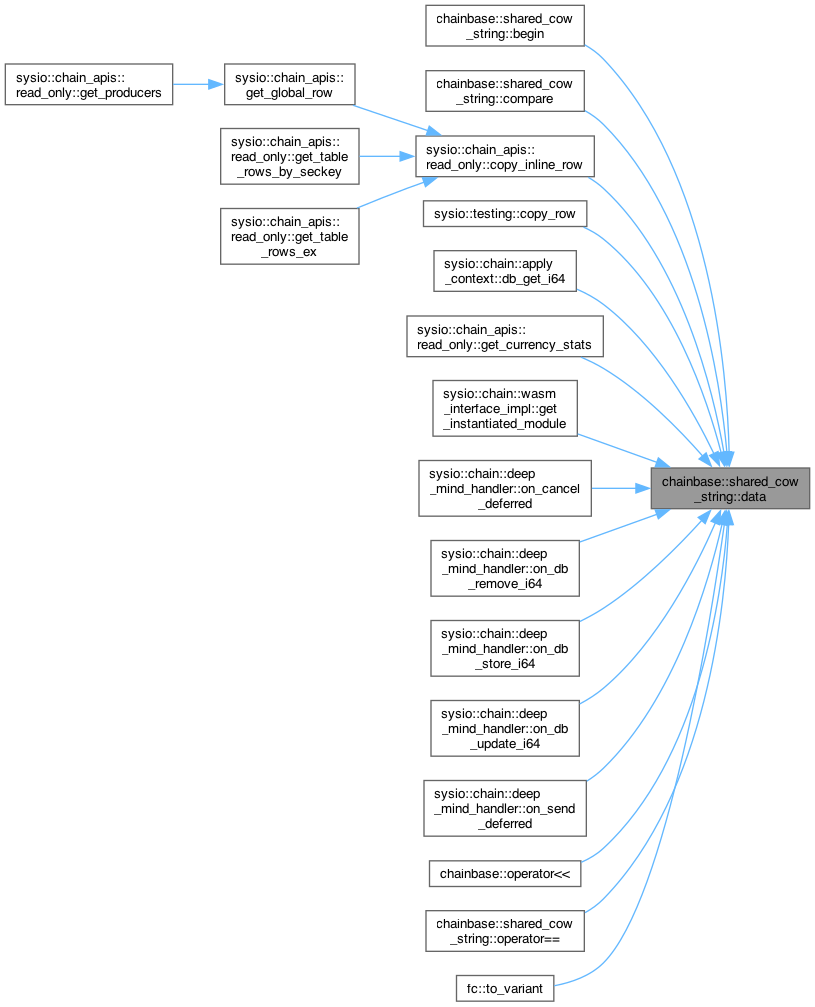 chainbase::shared_cow
_string::begin
sysio::chain_apis::
read_only::get_producers
sysio::chain_apis::
get_global_row
chainbase::shared_cow
_string::compare
sysio::chain_apis::
read_only::get_table
_rows_by_seckey
sysio::chain_apis::
read_only::copy_inline_row
sysio::chain_apis::
read_only::get_table
_rows_ex
sysio::testing::copy_row
sysio::chain::apply
_context::db_get_i64
sysio::chain_apis::
read_only::get_currency_stats
sysio::chain::wasm
_interface_impl::get
_instantiated_module
sysio::chain::deep
_mind_handler::on_cancel
_deferred
chainbase::shared_cow
_string::data
sysio::chain::deep
_mind_handler::on_db
_remove_i64
sysio::chain::deep
_mind_handler::on_db
_store_i64
sysio::chain::deep
_mind_handler::on_db
_update_i64
sysio::chain::deep
_mind_handler::on_send
_deferred
chainbase::operator<<
chainbase::shared_cow
_string::operator==
fc::to_variant